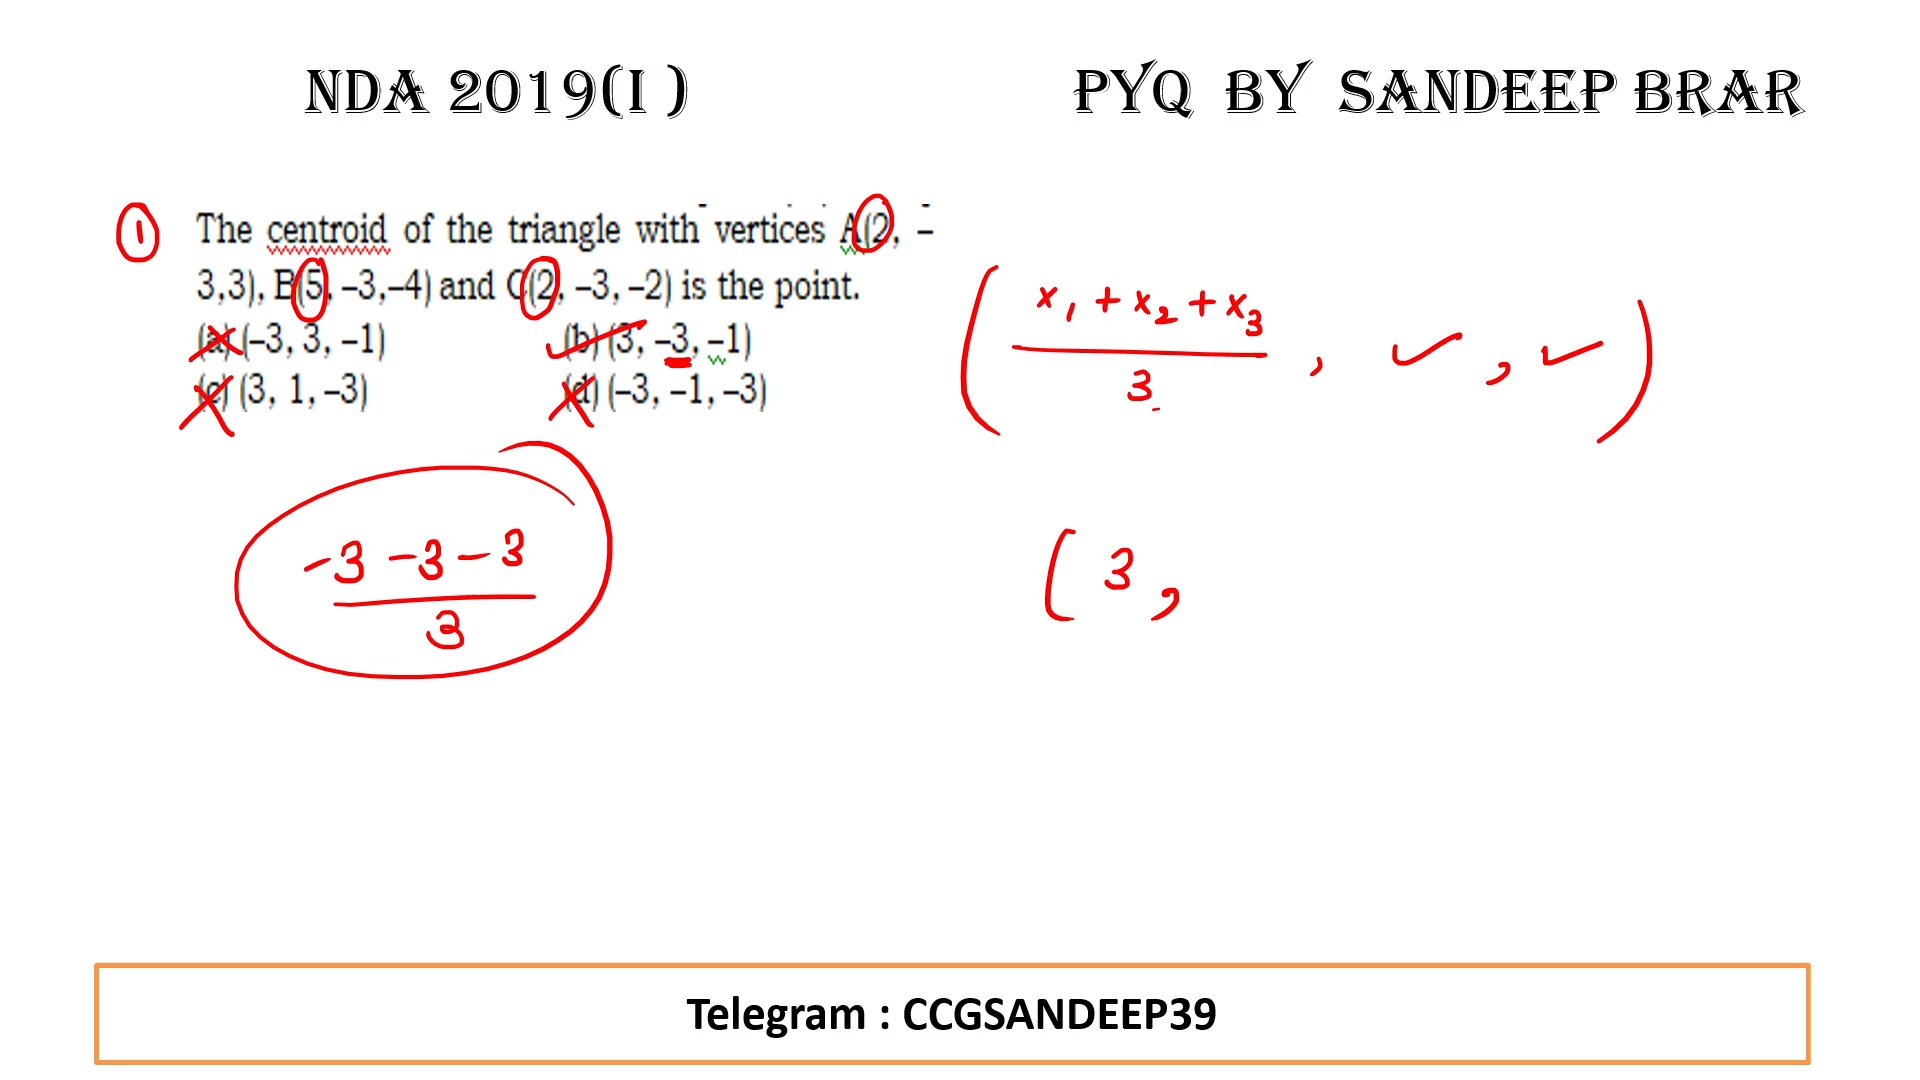 NDA 2019(I )
PYQ BY SANDEEP BRAR
1
The centroid of the triangle with vertices A(2, –
3,3), B(5, –3,–4) and C(2, –3, –2) is the point.
(a) (–3, 3, –1) (b) (3, –3, –1)
(c) (3, 1, –3) (d) (–3, –1, –3)
( x₁ + x₂ + x₃
3 , ✓ , ✓ )
-3 -3 - 3
3
[ 3 ,
Telegram : CCGSANDEEP39